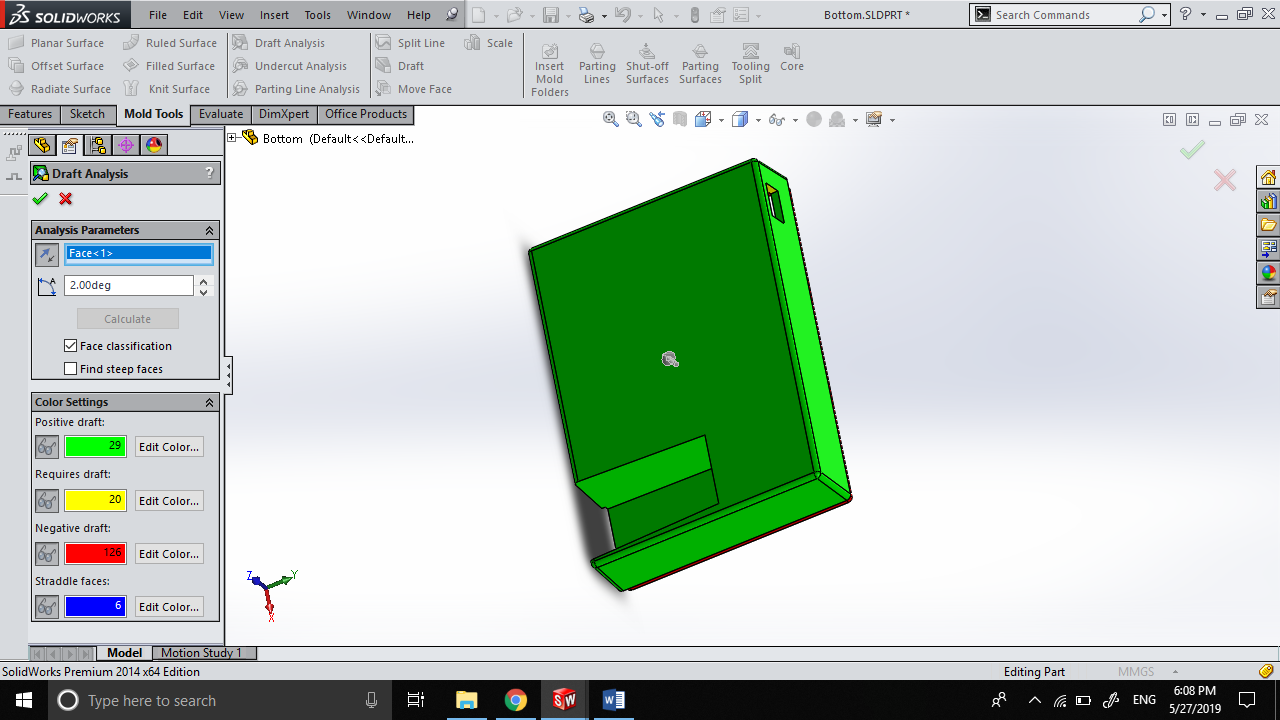 SOLIDWORKS File Edit View Insert Tools Window Help Bottom.SLDPRT * Search Commands ?
Planar Surface Ruled Surface Draft Analysis Split Line Scale
Offset Surface Filled Surface Undercut Analysis Draft
Radiate Surface Knit Surface Parting Line Analysis Move Face
Insert Mold Folders Parting Lines Shut-off Surfaces Parting Surfaces Tooling Split Core
Features Sketch Mold Tools Evaluate DimXpert Office Products
Bottom (Default<<Default...
Draft Analysis ?
Analysis Parameters
Face<1>
2.00deg
Calculate
Face classification
Find steep faces
Color Settings
Positive draft:
29 Edit Color...
Requires draft:
20 Edit Color...
Negative draft:
126 Edit Color...
Straddle faces:
6 Edit Color...
Z Y
X
Model Motion Study 1
SolidWorks Premium 2014 x64 Edition Editing Part MMGS
Type here to search ENG 6:08 PM
5/27/2019